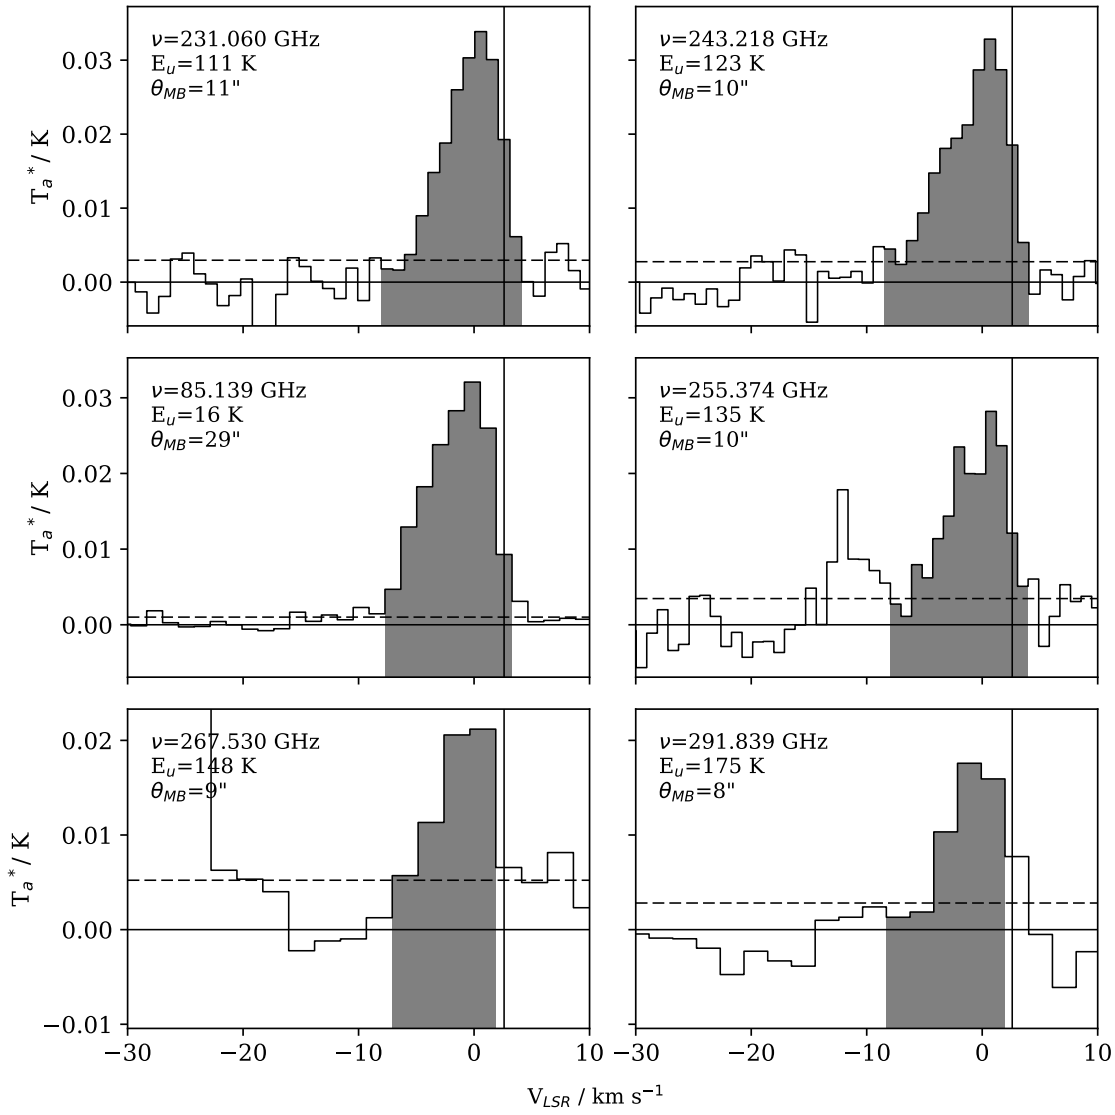 ν=231.060 GHz
E_u=111 K
θ_MB=11"
0.03
0.02
0.01
0.00
T_a* / K
ν=243.218 GHz
E_u=123 K
θ_MB=10"
ν=85.139 GHz
E_u=16 K
θ_MB=29"
0.03
0.02
0.01
0.00
T_a* / K
ν=255.374 GHz
E_u=135 K
θ_MB=10"
ν=267.530 GHz
E_u=148 K
θ_MB=9"
0.02
0.01
0.00
−0.01
T_a* / K
ν=291.839 GHz
E_u=175 K
θ_MB=8"
−30 −20 −10 0 10
−30 −20 −10 0 10
V_LSR / km s⁻¹